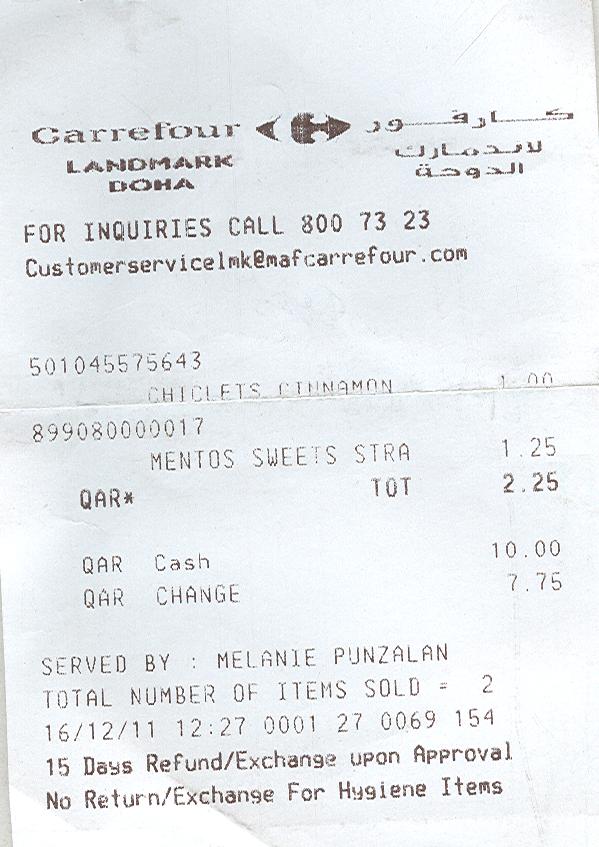 Carrefour كارفور
LANDMARK لاندمارك
DOHA الدوحة
FOR INQUIRIES CALL 800 73 23
Customerservicelmk@mafcarrefour.com
501045575643
CHICLETS CINNAMON 1.00
899080000017
MENTOS SWEETS STRA 1.25
QAR* TOT 2.25
QAR Cash 10.00
QAR CHANGE 7.75
SERVED BY : MELANIE PUNZALAN
TOTAL NUMBER OF ITEMS SOLD = 2
16/12/11 12:27 0001 27 0069 154
15 Days Refund/Exchange upon Approval
No Return/Exchange For Hygiene Items